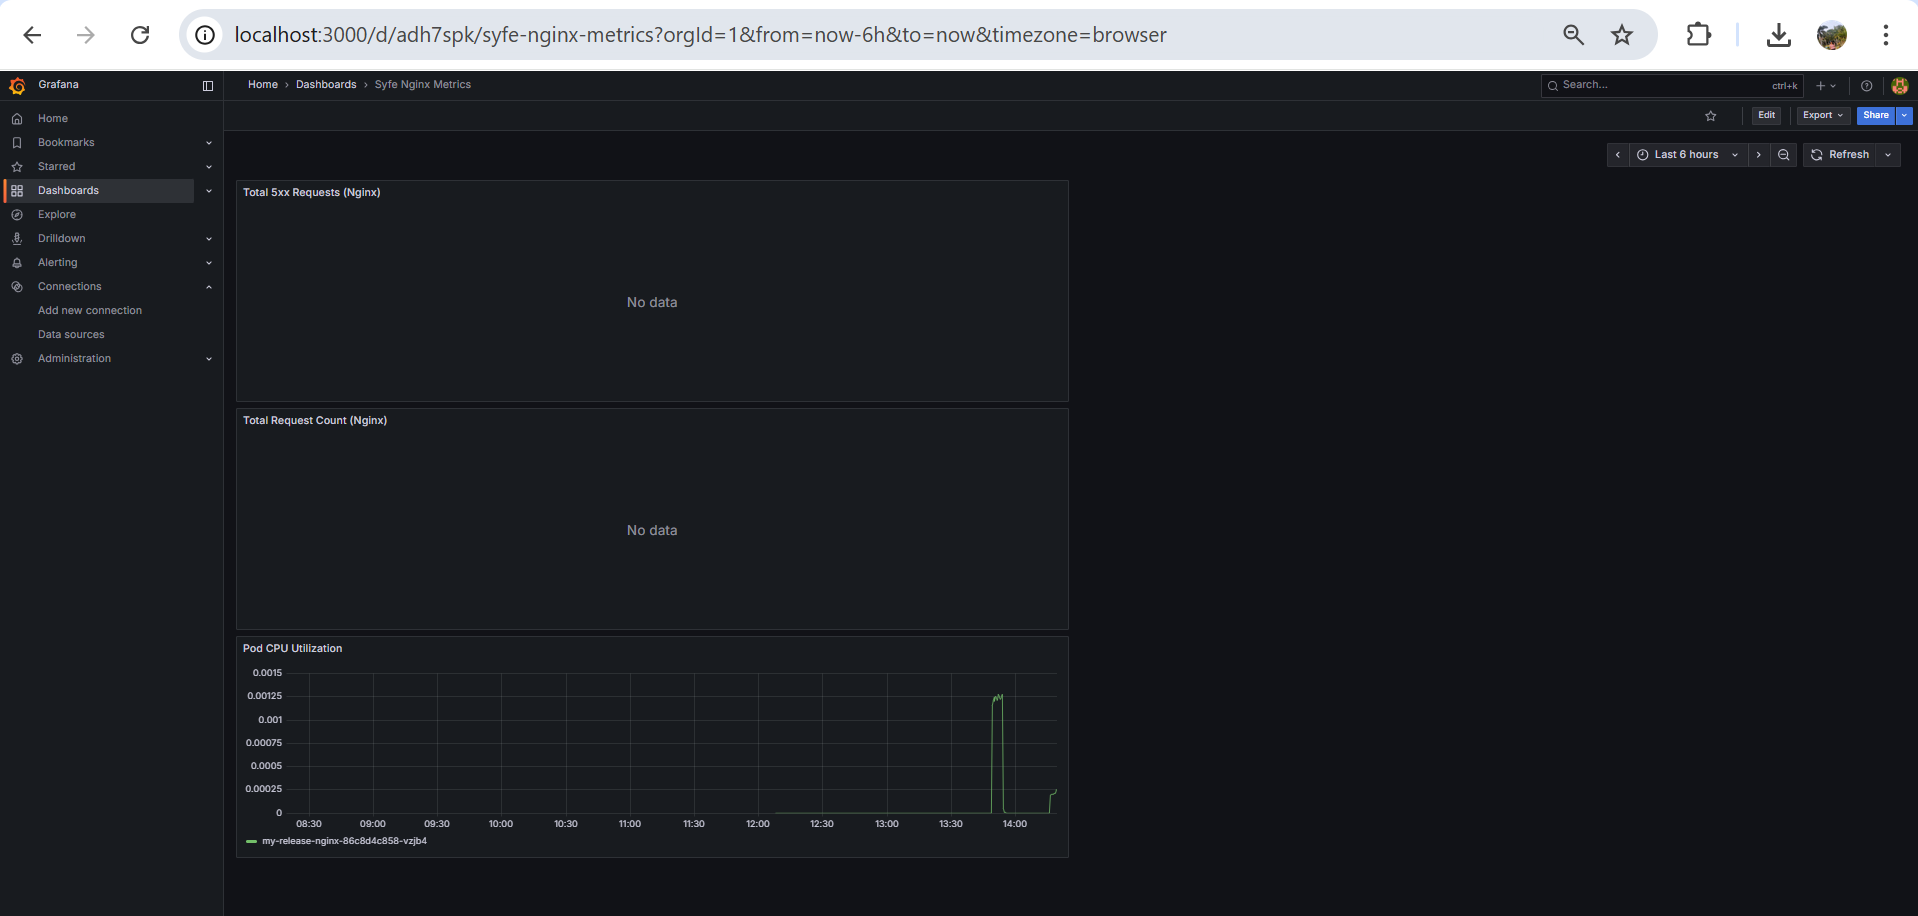 localhost:3000/d/adh7spk/syfe-nginx-metrics?orgId=1&from=now-6h&to=now&timezone=browser
Grafana
Home › Dashboards › Syfe Nginx Metrics
Search... ctrl+k
Edit Export Share
Home
Bookmarks
Starred
Dashboards
Explore
Drilldown
Alerting
Connections
Add new connection
Data sources
Administration
Last 6 hours Refresh
Total 5xx Requests (Nginx)
No data
Total Request Count (Nginx)
No data
Pod CPU Utilization
0.0015
0.00125
0.001
0.00075
0.0005
0.00025
0
08:30 09:00 09:30 10:00 10:30 11:00 11:30 12:00 12:30 13:00 13:30 14:00
my-release-nginx-86c8d4c858-vzjb4